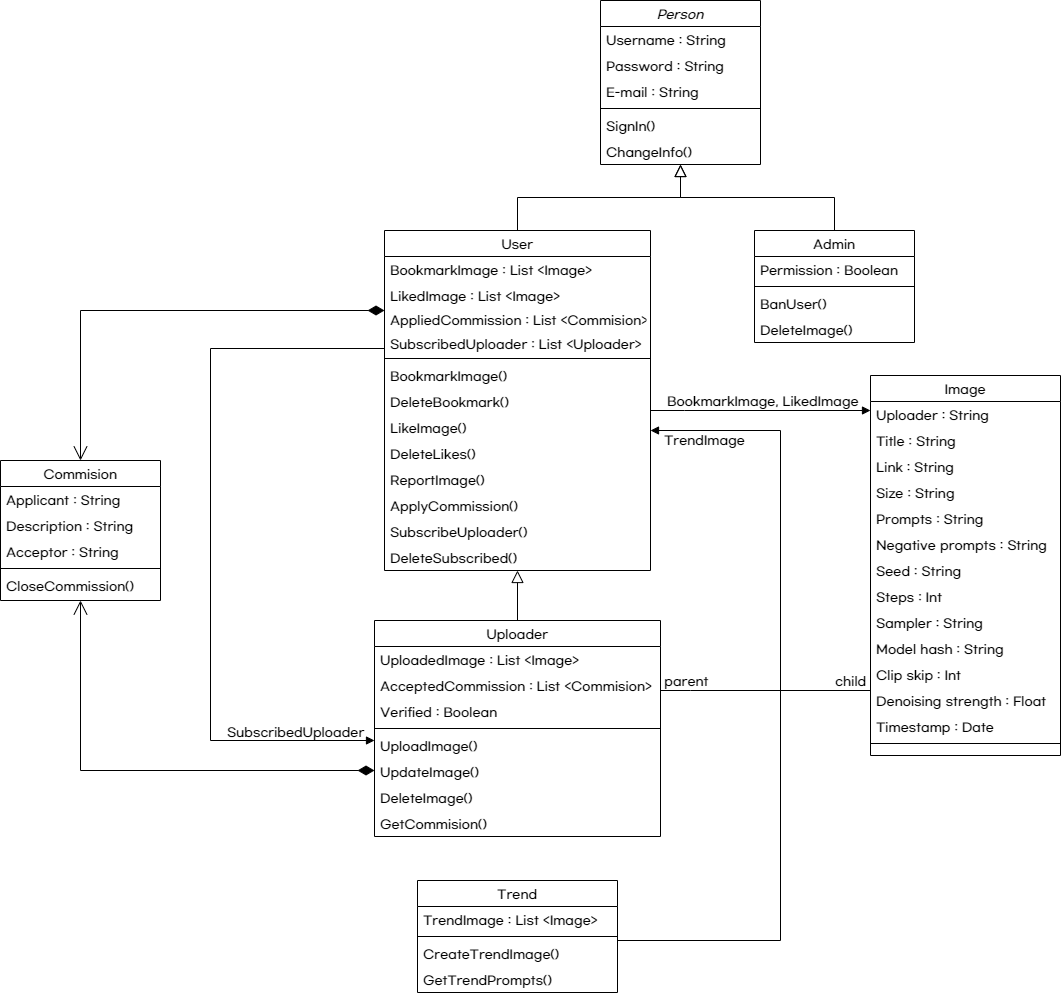 Person
Username : String
Password : String
E-mail : String
SignIn()
ChangeInfo()
User
BookmarkImage : List <Image>
LikedImage : List <Image>
AppliedCommission : List <Commision>
SubscribedUploader : List <Uploader>
BookmarkImage()
DeleteBookmark()
LikeImage()
DeleteLikes()
ReportImage()
ApplyCommission()
SubscribeUploader()
DeleteSubscribed()
Admin
Permission : Boolean
BanUser()
DeleteImage()
BookmarkImage, LikedImage
TrendImage
Image
Uploader : String
Title : String
Link : String
Size : String
Prompts : String
Negative prompts : String
Seed : String
Steps : Int
Sampler : String
Model hash : String
Clip skip : Int
Denoising strength : Float
Timestamp : Date
Commision
Applicant : String
Description : String
Acceptor : String
CloseCommission()
Uploader
UploadedImage : List <Image>
AcceptedCommission : List <Commision>
Verified : Boolean
UploadImage()
UpdateImage()
DeleteImage()
GetCommision()
parent
child
SubscribedUploader
Trend
TrendImage : List <Image>
CreateTrendImage()
GetTrendPrompts()